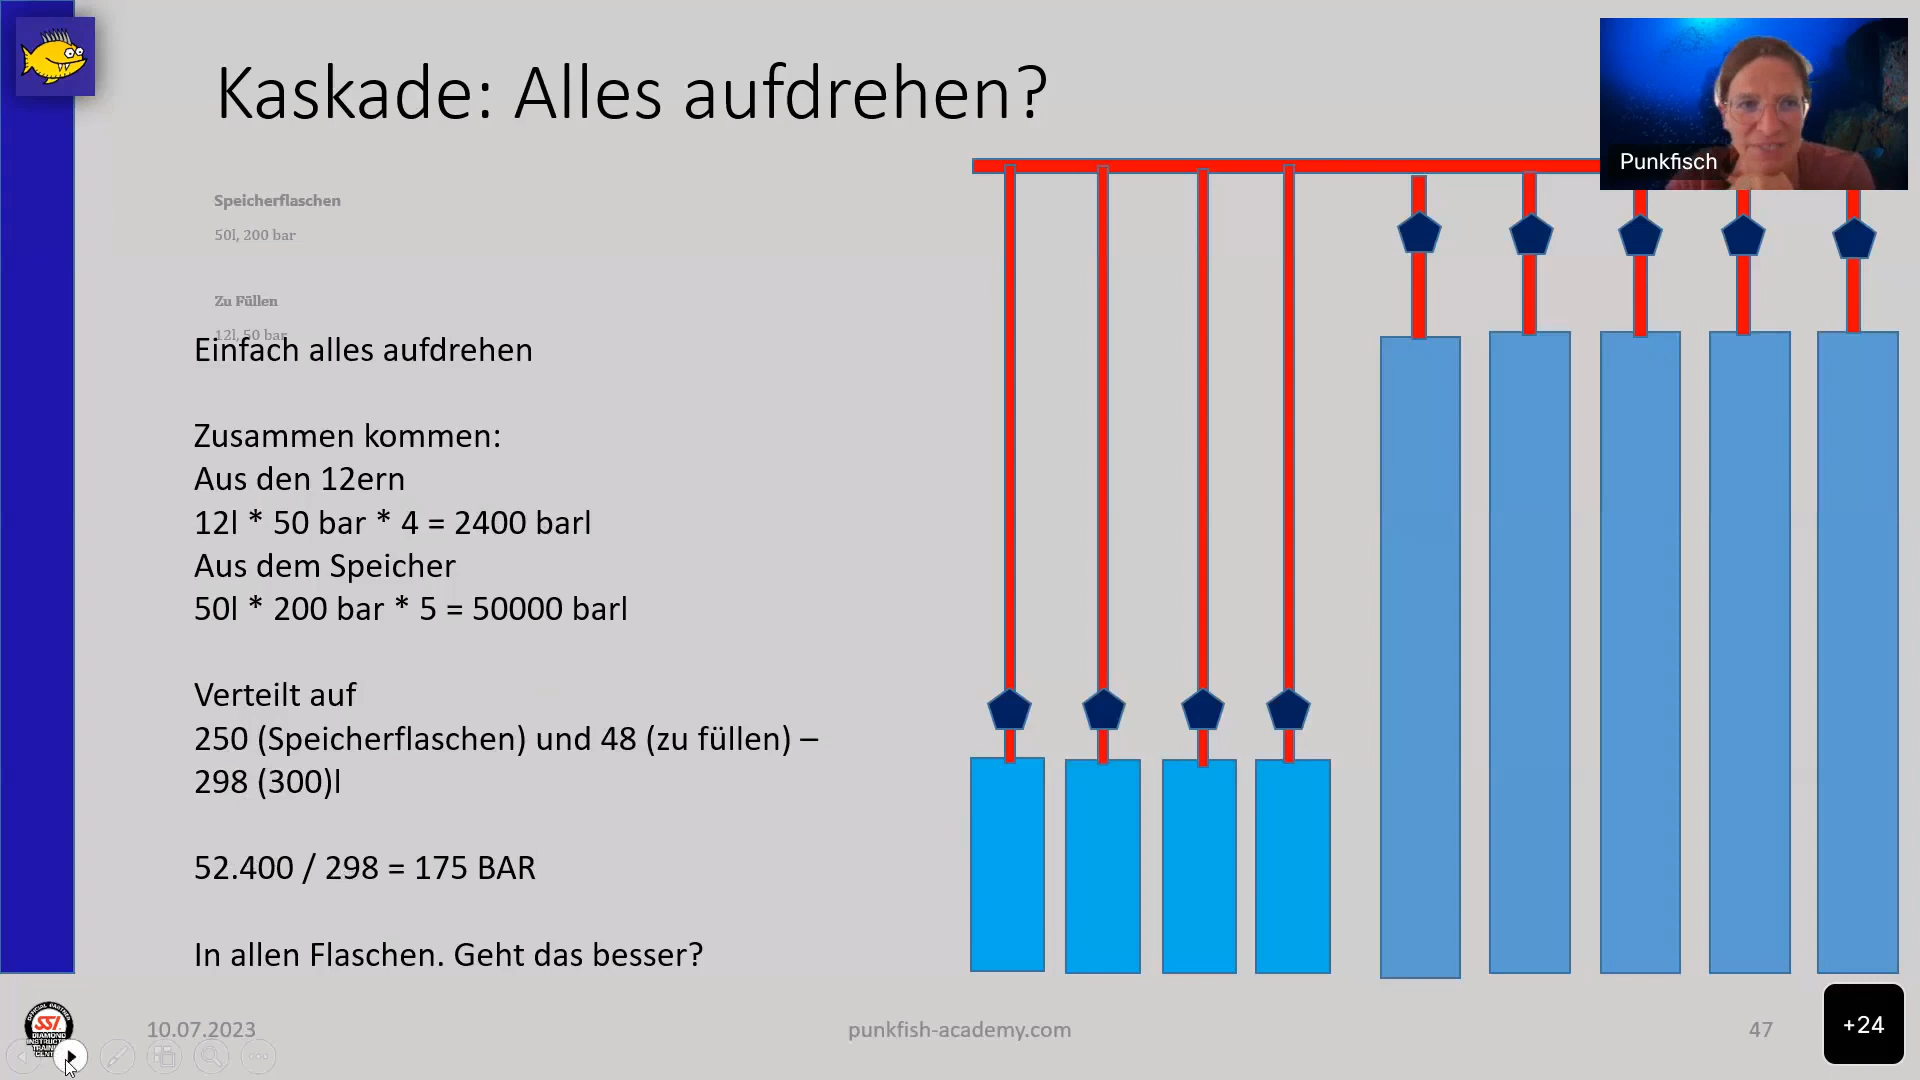 Kaskade: Alles aufdrehen?
Punkfisch
Speicherflaschen
50l, 200 bar
Zu Füllen
12l, 50 bar
Einfach alles aufdrehen
Zusammen kommen:
Aus den 12ern
12l * 50 bar * 4 = 2400 barl
Aus dem Speicher
50l * 200 bar * 5 = 50000 barl
Verteilt auf
250 (Speicherflaschen) und 48 (zu füllen) –
298 (300)l
52.400 / 298 = 175 BAR
In allen Flaschen. Geht das besser?
SSI
DIAMOND
10.07.2023
punkfish-academy.com
47
+24